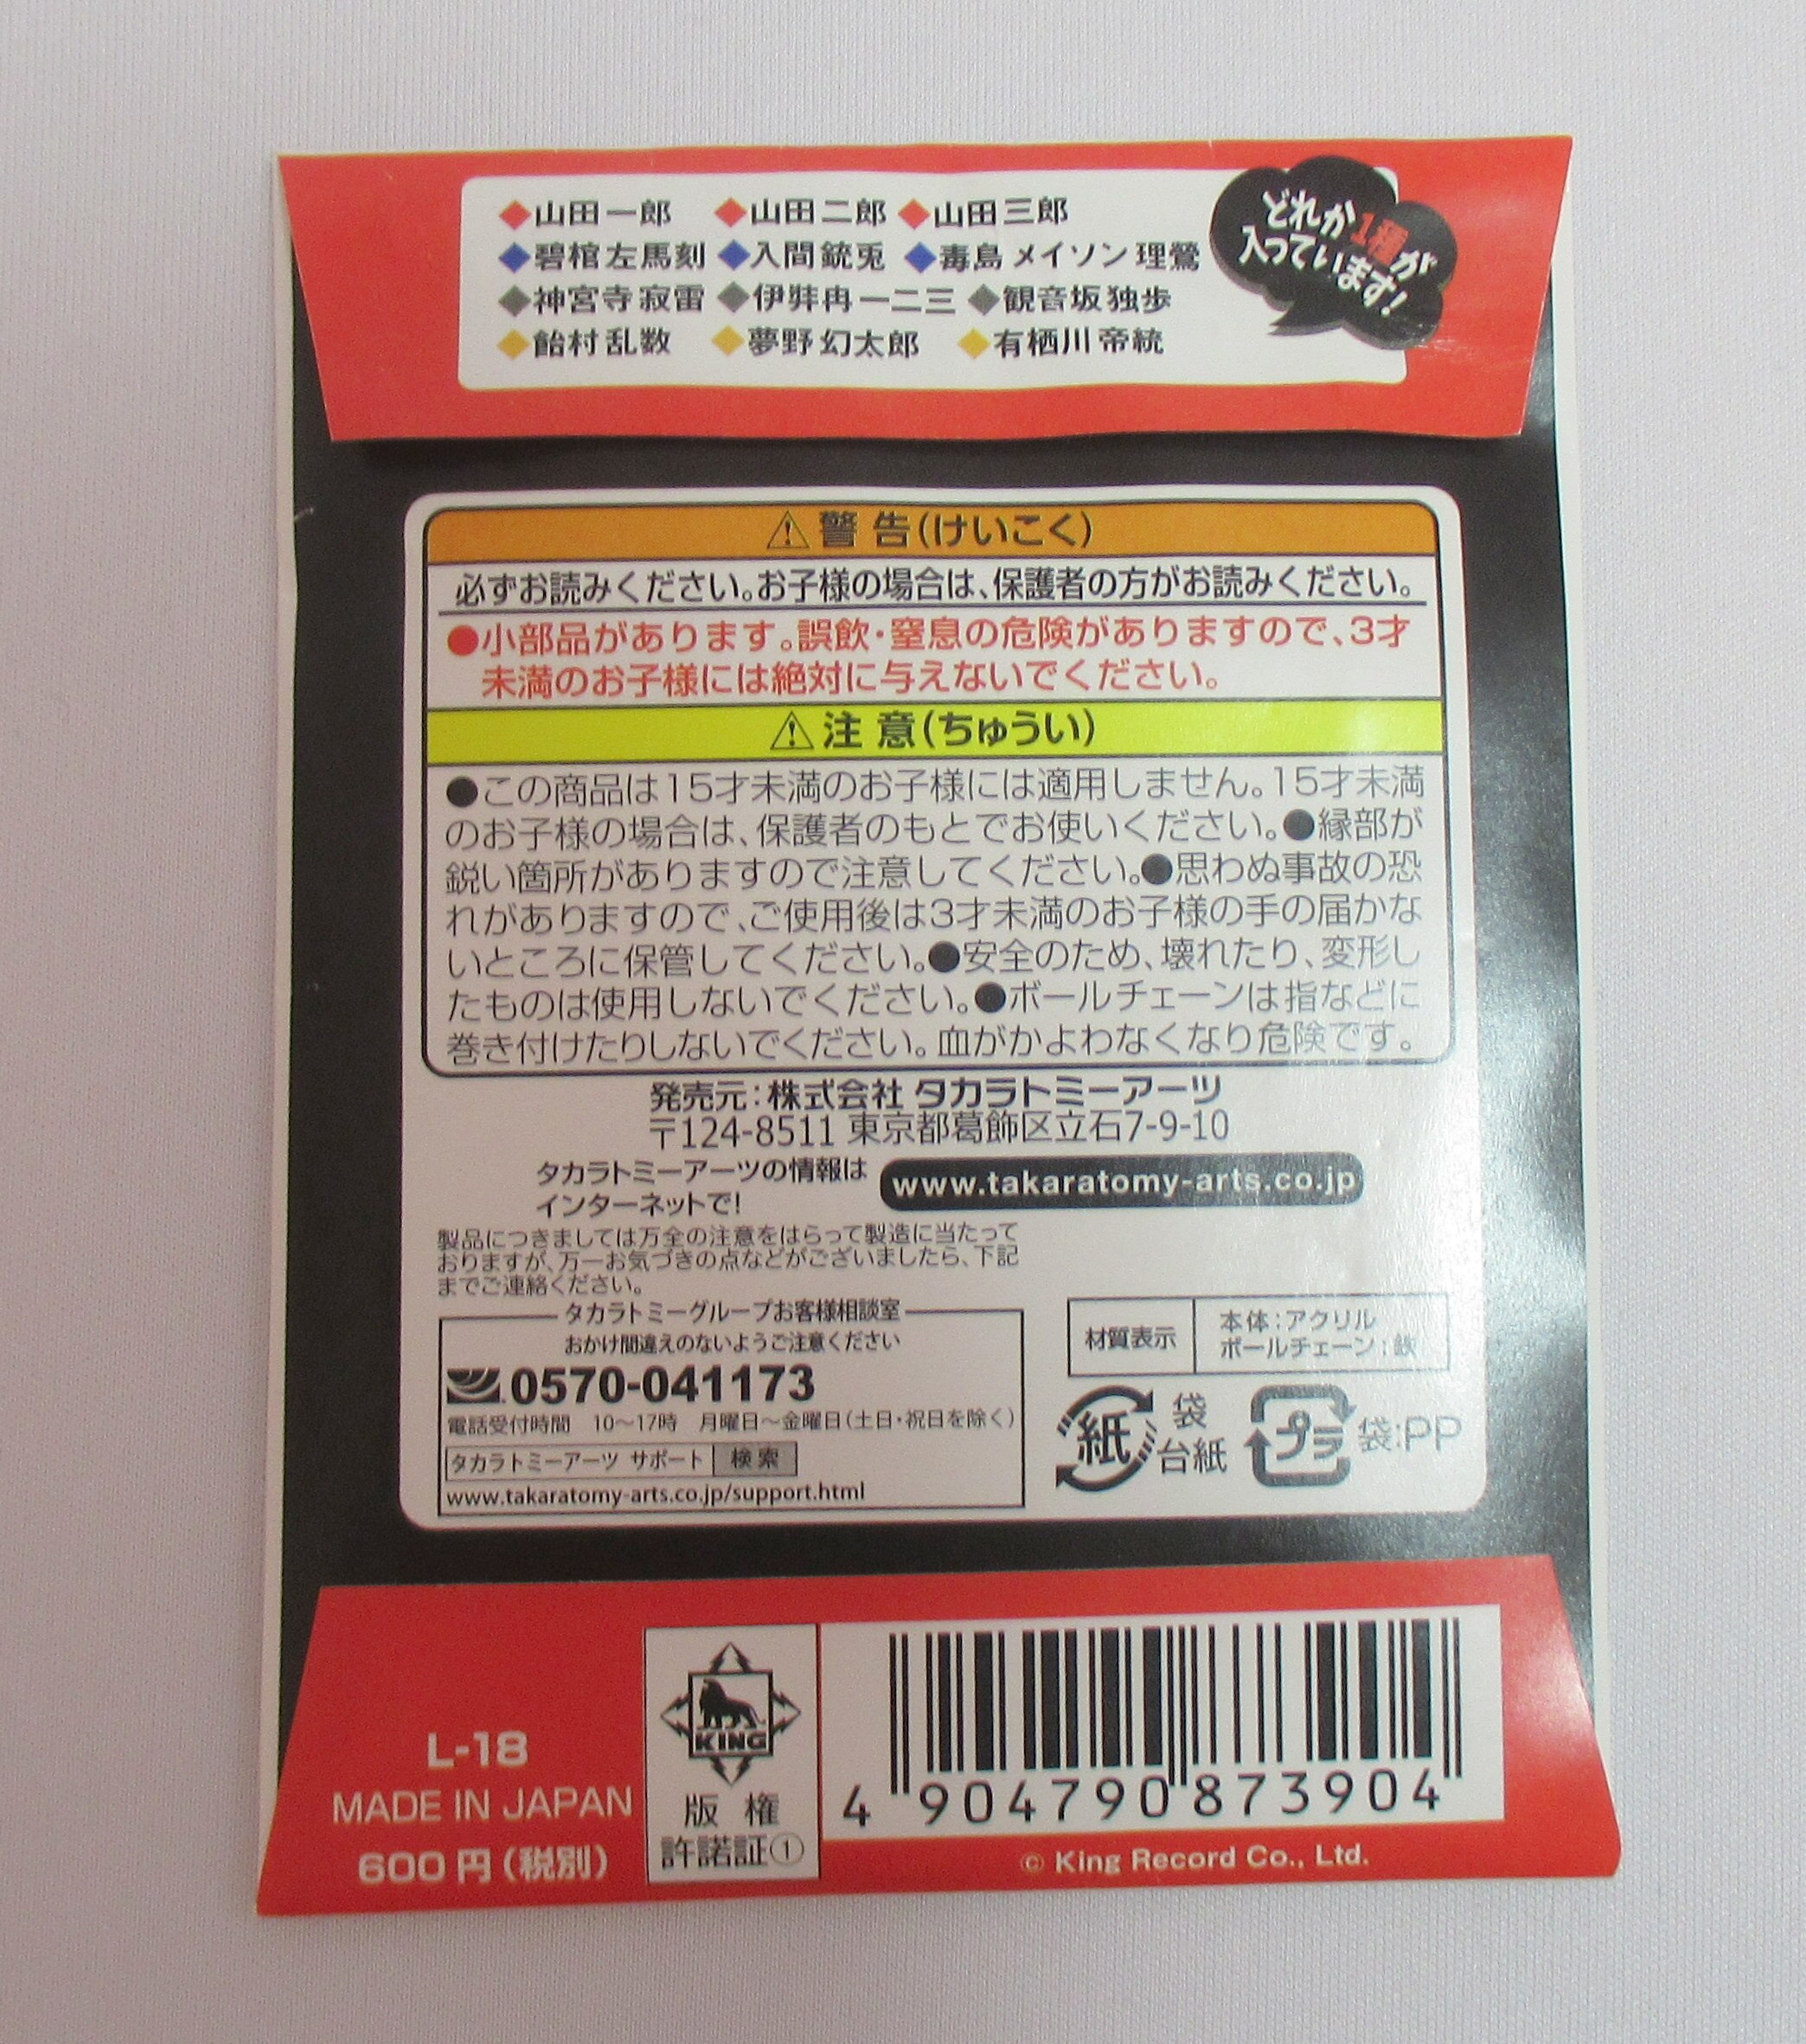 ◆山田一郎 ◆山田二郎 ◆山田三郎
◆碧棺左馬刻 ◆入間銃兎 ◆毒島メイソン理鶯
◆神宮寺寂雷 ◆伊弉冉一二三 ◆観音坂独歩
◆飴村乱数 ◆夢野幻太郎 ◆有栖川帝統
どれか1種が
入っています!
⚠警告(けいこく)
必ずお読みください。お子様の場合は、保護者の方がお読みください。
●小部品があります。誤飲・窒息の危険がありますので、3才
未満のお子様には絶対に与えないでください。
⚠注意(ちゅうい)
●この商品は15才未満のお子様には適用しません。15才未満
のお子様の場合は、保護者のもとでお使いください。●縁部が
鋭い箇所がありますので注意してください。●思わぬ事故の恐
れがありますので、ご使用後は3才未満のお子様の手の届かな
いところに保管してください。●安全のため、壊れたり、変形し
たものは使用しないでください。●ボールチェーンは指などに
巻き付けたりしないでください。血がかよわなくなり危険です。
発売元:株式会社 タカラトミーアーツ
〒124-8511 東京都葛飾区立石7-9-10
タカラトミーアーツの情報は
インターネットで!
www.takaratomy-arts.co.jp
製品につきましては万全の注意をはらって製造に当たって
おりますが、万一お気づきの点などがございましたら、下記
までご連絡ください。
タカラトミーグループお客様相談室
おかけ間違えのないようご注意ください
0570-041173
電話受付時間 10〜17時 月曜日〜金曜日(土日・祝日を除く)
タカラトミーアーツ サポート 検索
www.takaratomy-arts.co.jp/support.html
材質表示
本体:アクリル
ボールチェーン:鉄
紙
袋
台紙
プラ
袋:PP
L-18
MADE IN JAPAN
600円(税別)
KING
版権
許諾証①
4 904790 873904
© King Record Co., Ltd.